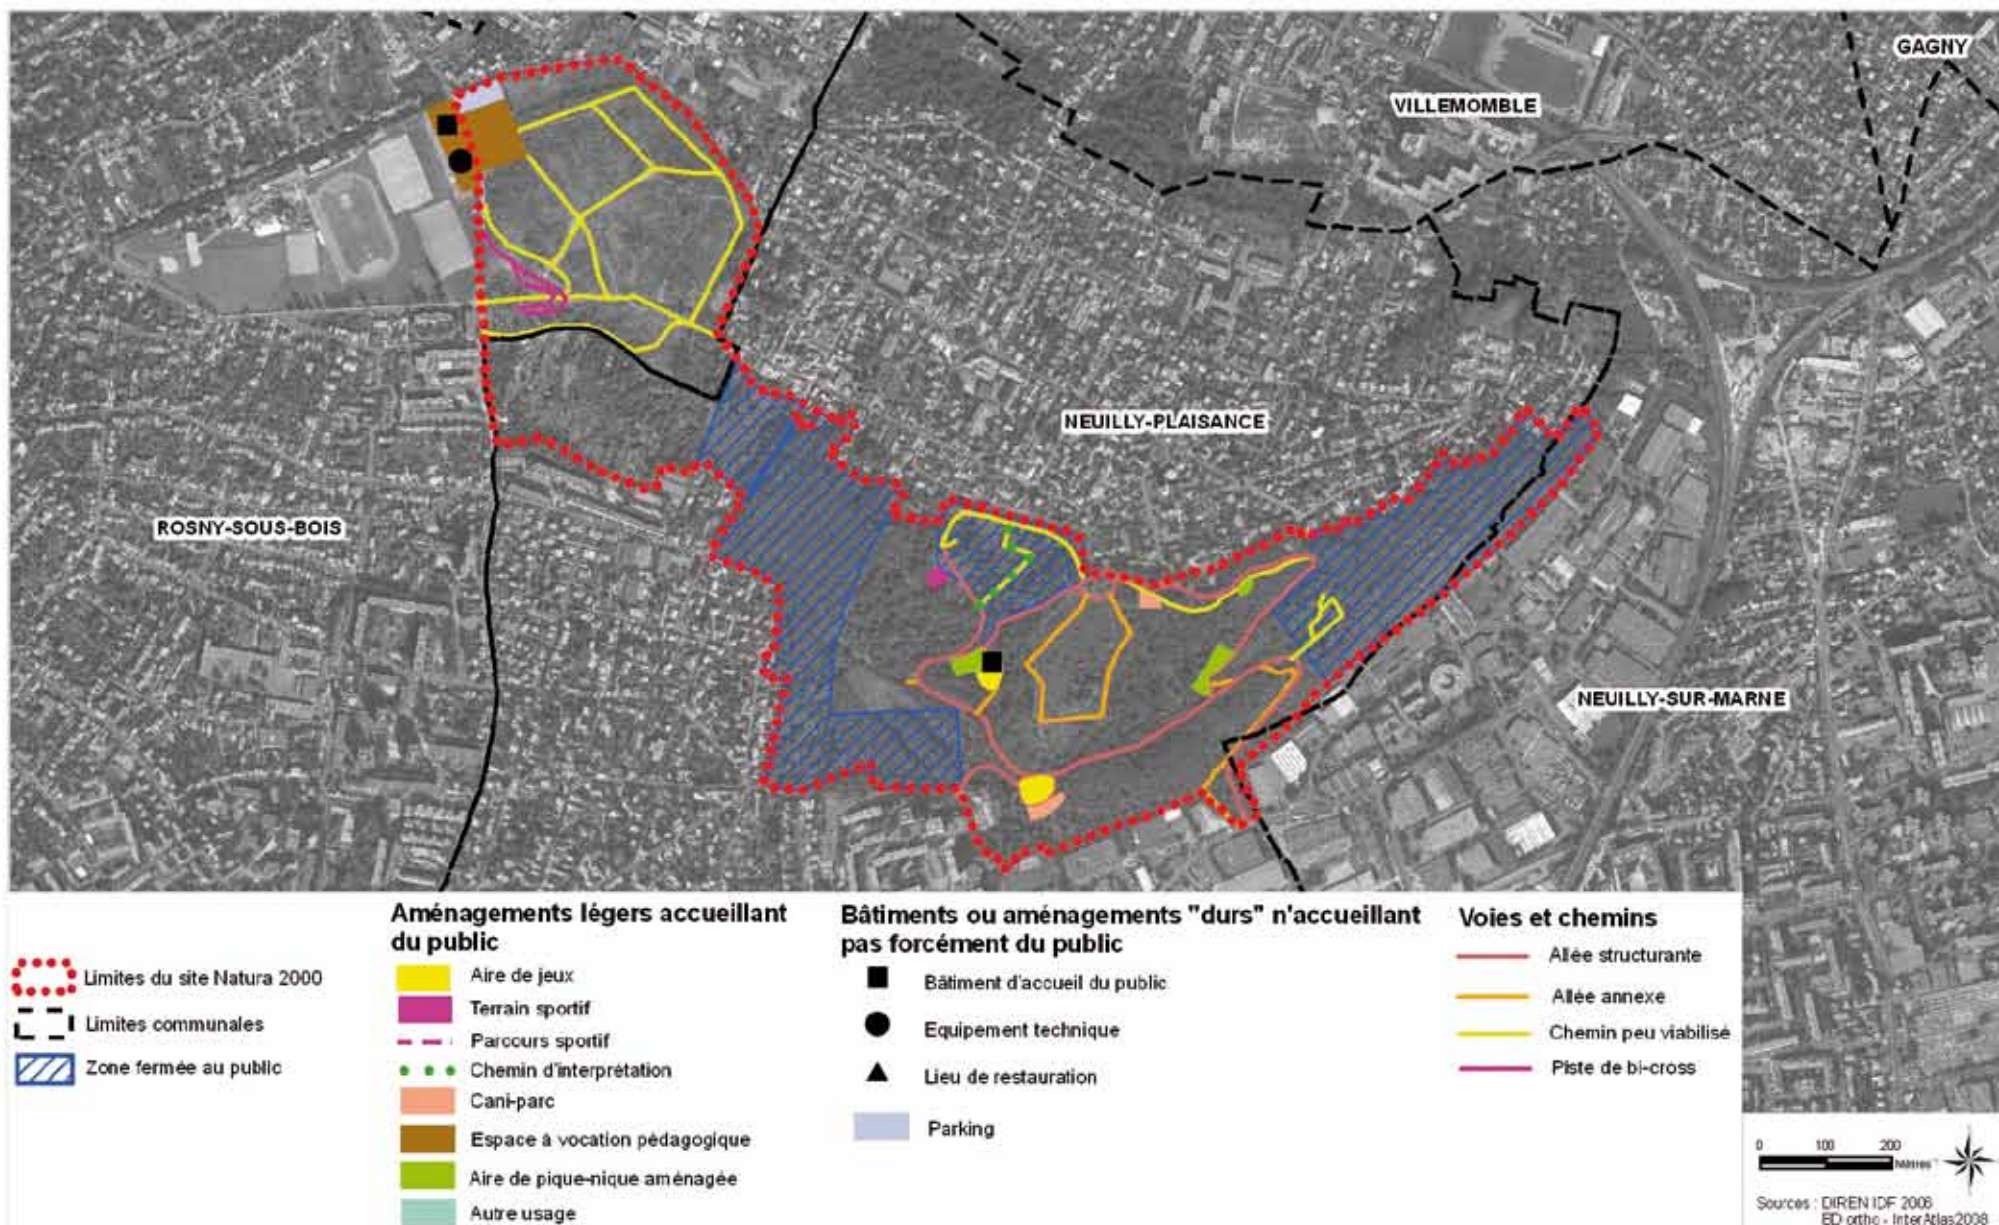 GAGNY
VILLEMOMBLE
NEUILLY-PLAISANCE
ROSNY-SOUS-BOIS
NEUILLY-SUR-MARNE
Limites du site Natura 2000
Limites communales
Zone fermée au public
Aménagements légers accueillant
du public
Aire de jeux
Terrain sportif
Parcours sportif
Chemin d'interprétation
Cani-parc
Espace à vocation pédagogique
Aire de pique-nique aménagée
Autre usage
Bâtiments ou aménagements "durs" n'accueillant
pas forcément du public
Bâtiment d'accueil du public
Equipement technique
Lieu de restauration
Parking
Voies et chemins
Allée structurante
Allée annexe
Chemin peu viabilisé
Piste de bi-cross
0 100 200
Mètres
Sources : DIREN IDF 2006
BD ortho - InterAtlas2008